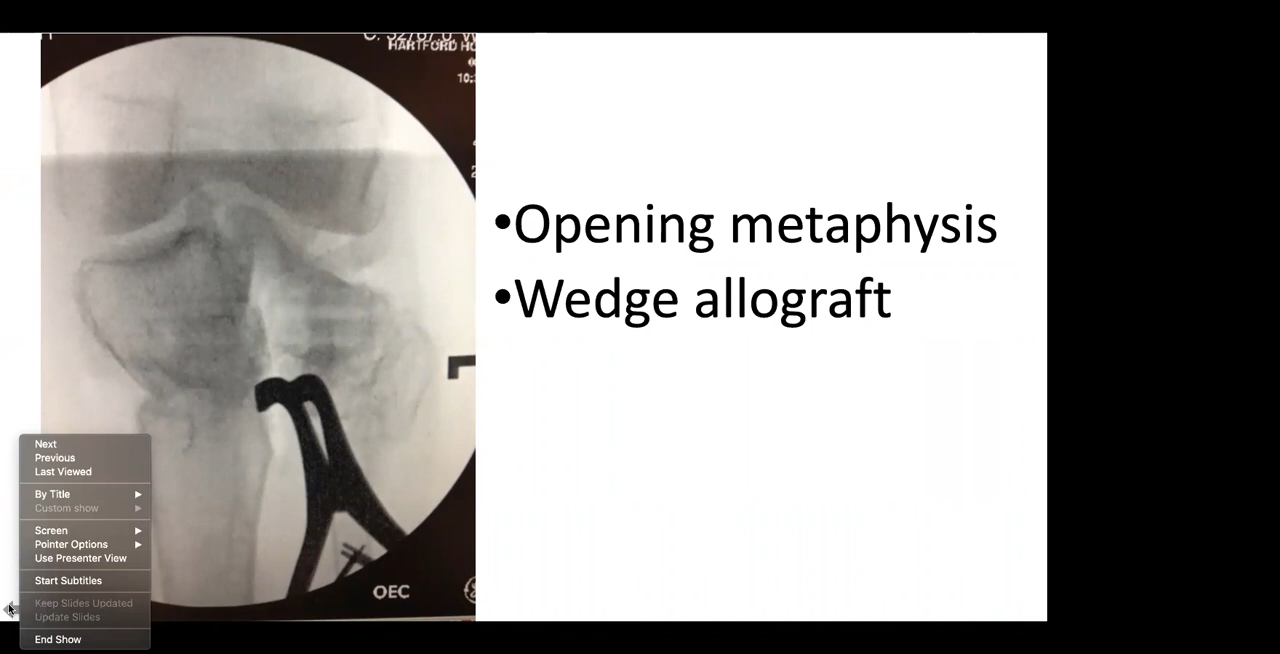 HARTFORD HO
10:
•Opening metaphysis
•Wedge allograft
OEC
Next
Previous
Last Viewed
By Title
Custom show
Screen
Pointer Options
Use Presenter View
Start Subtitles
Keep Slides Updated
Update Slides
End Show